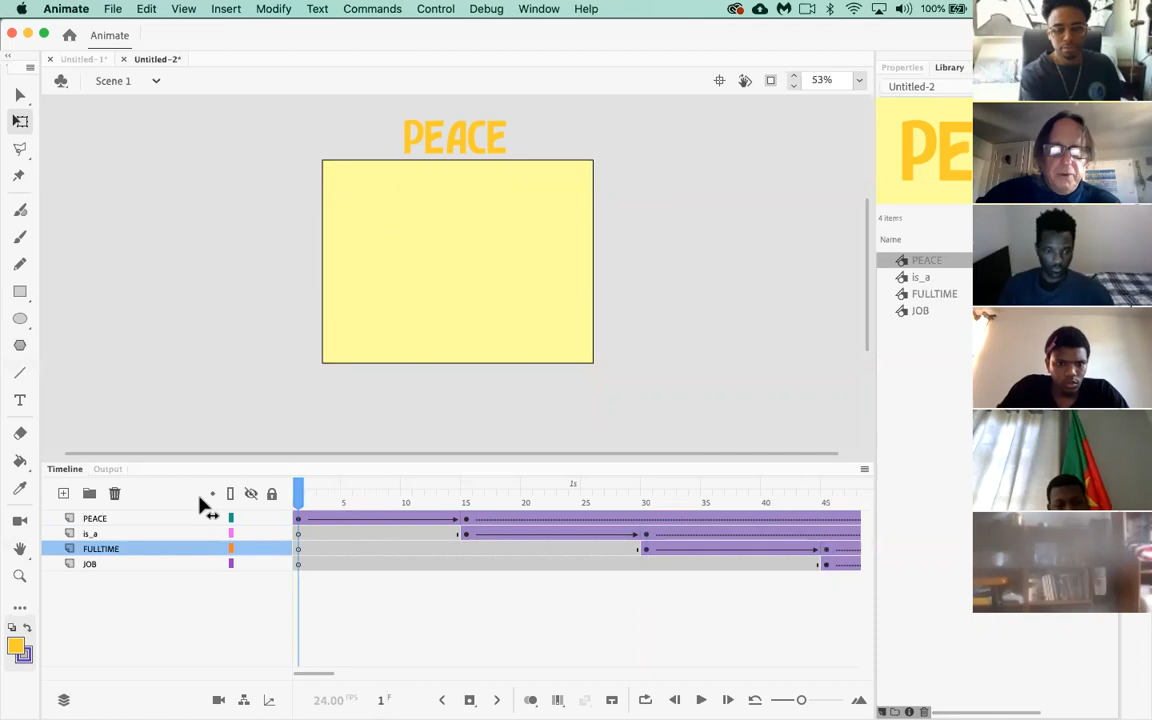 Animate File Edit View Insert Modify Text Commands Control Debug Window Help 100%
Animate
Untitled-1* Untitled-2*
Properties Library
Scene 1 53%
Untitled-2
PEACE
PE
4 items
Name
PEACE
is_a
FULLTIME
JOB
Timeline Output
1s
5 10 15 20 25 30 35 40 45
PEACE
is_a
FULLTIME
JOB
24.00 FPS 1 F